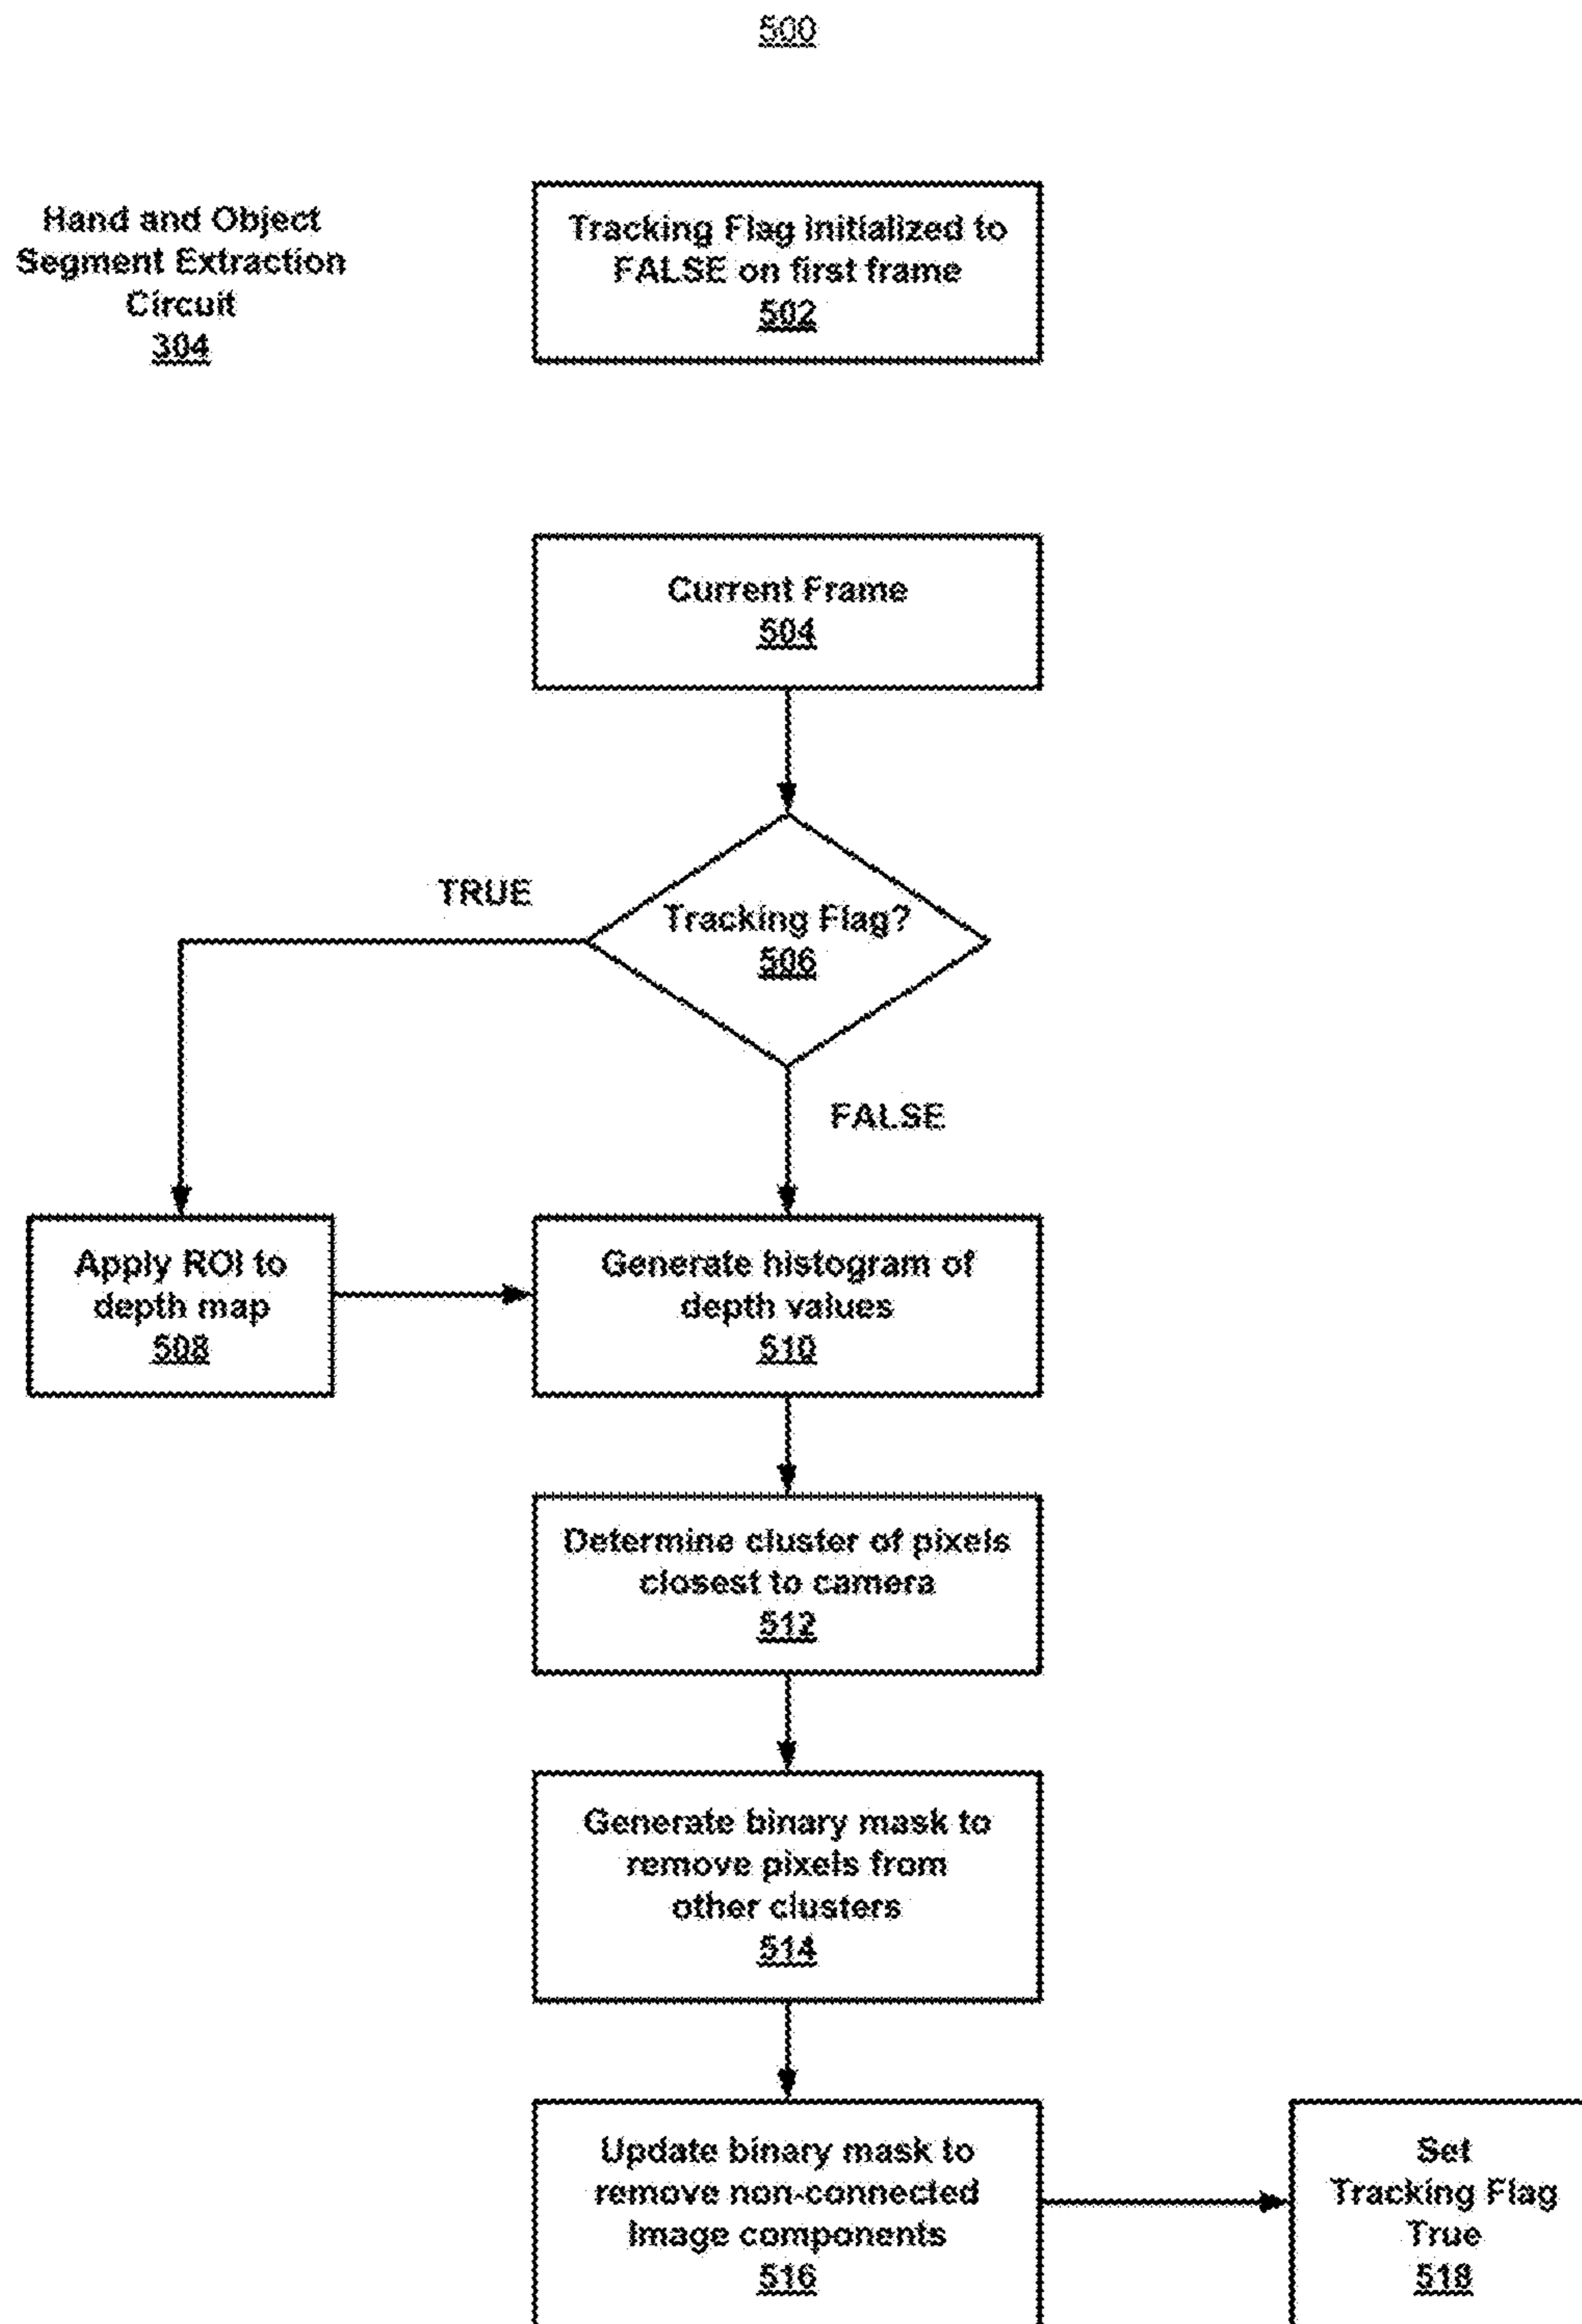 500
Hand and Object
Segment Extraction
Circuit
304
Tracking Flag initialized to
FALSE on first frame
502
Current Frame
504
TRUE
Tracking Flag?
506
FALSE
Apply ROI to
depth map
508
Generate histogram of
depth values
510
Determine cluster of pixels
closest to camera
512
Generate binary mask to
remove pixels from
other clusters
514
Update binary mask to
remove non-connected
Image components
516
Set
Tracking Flag
True
518